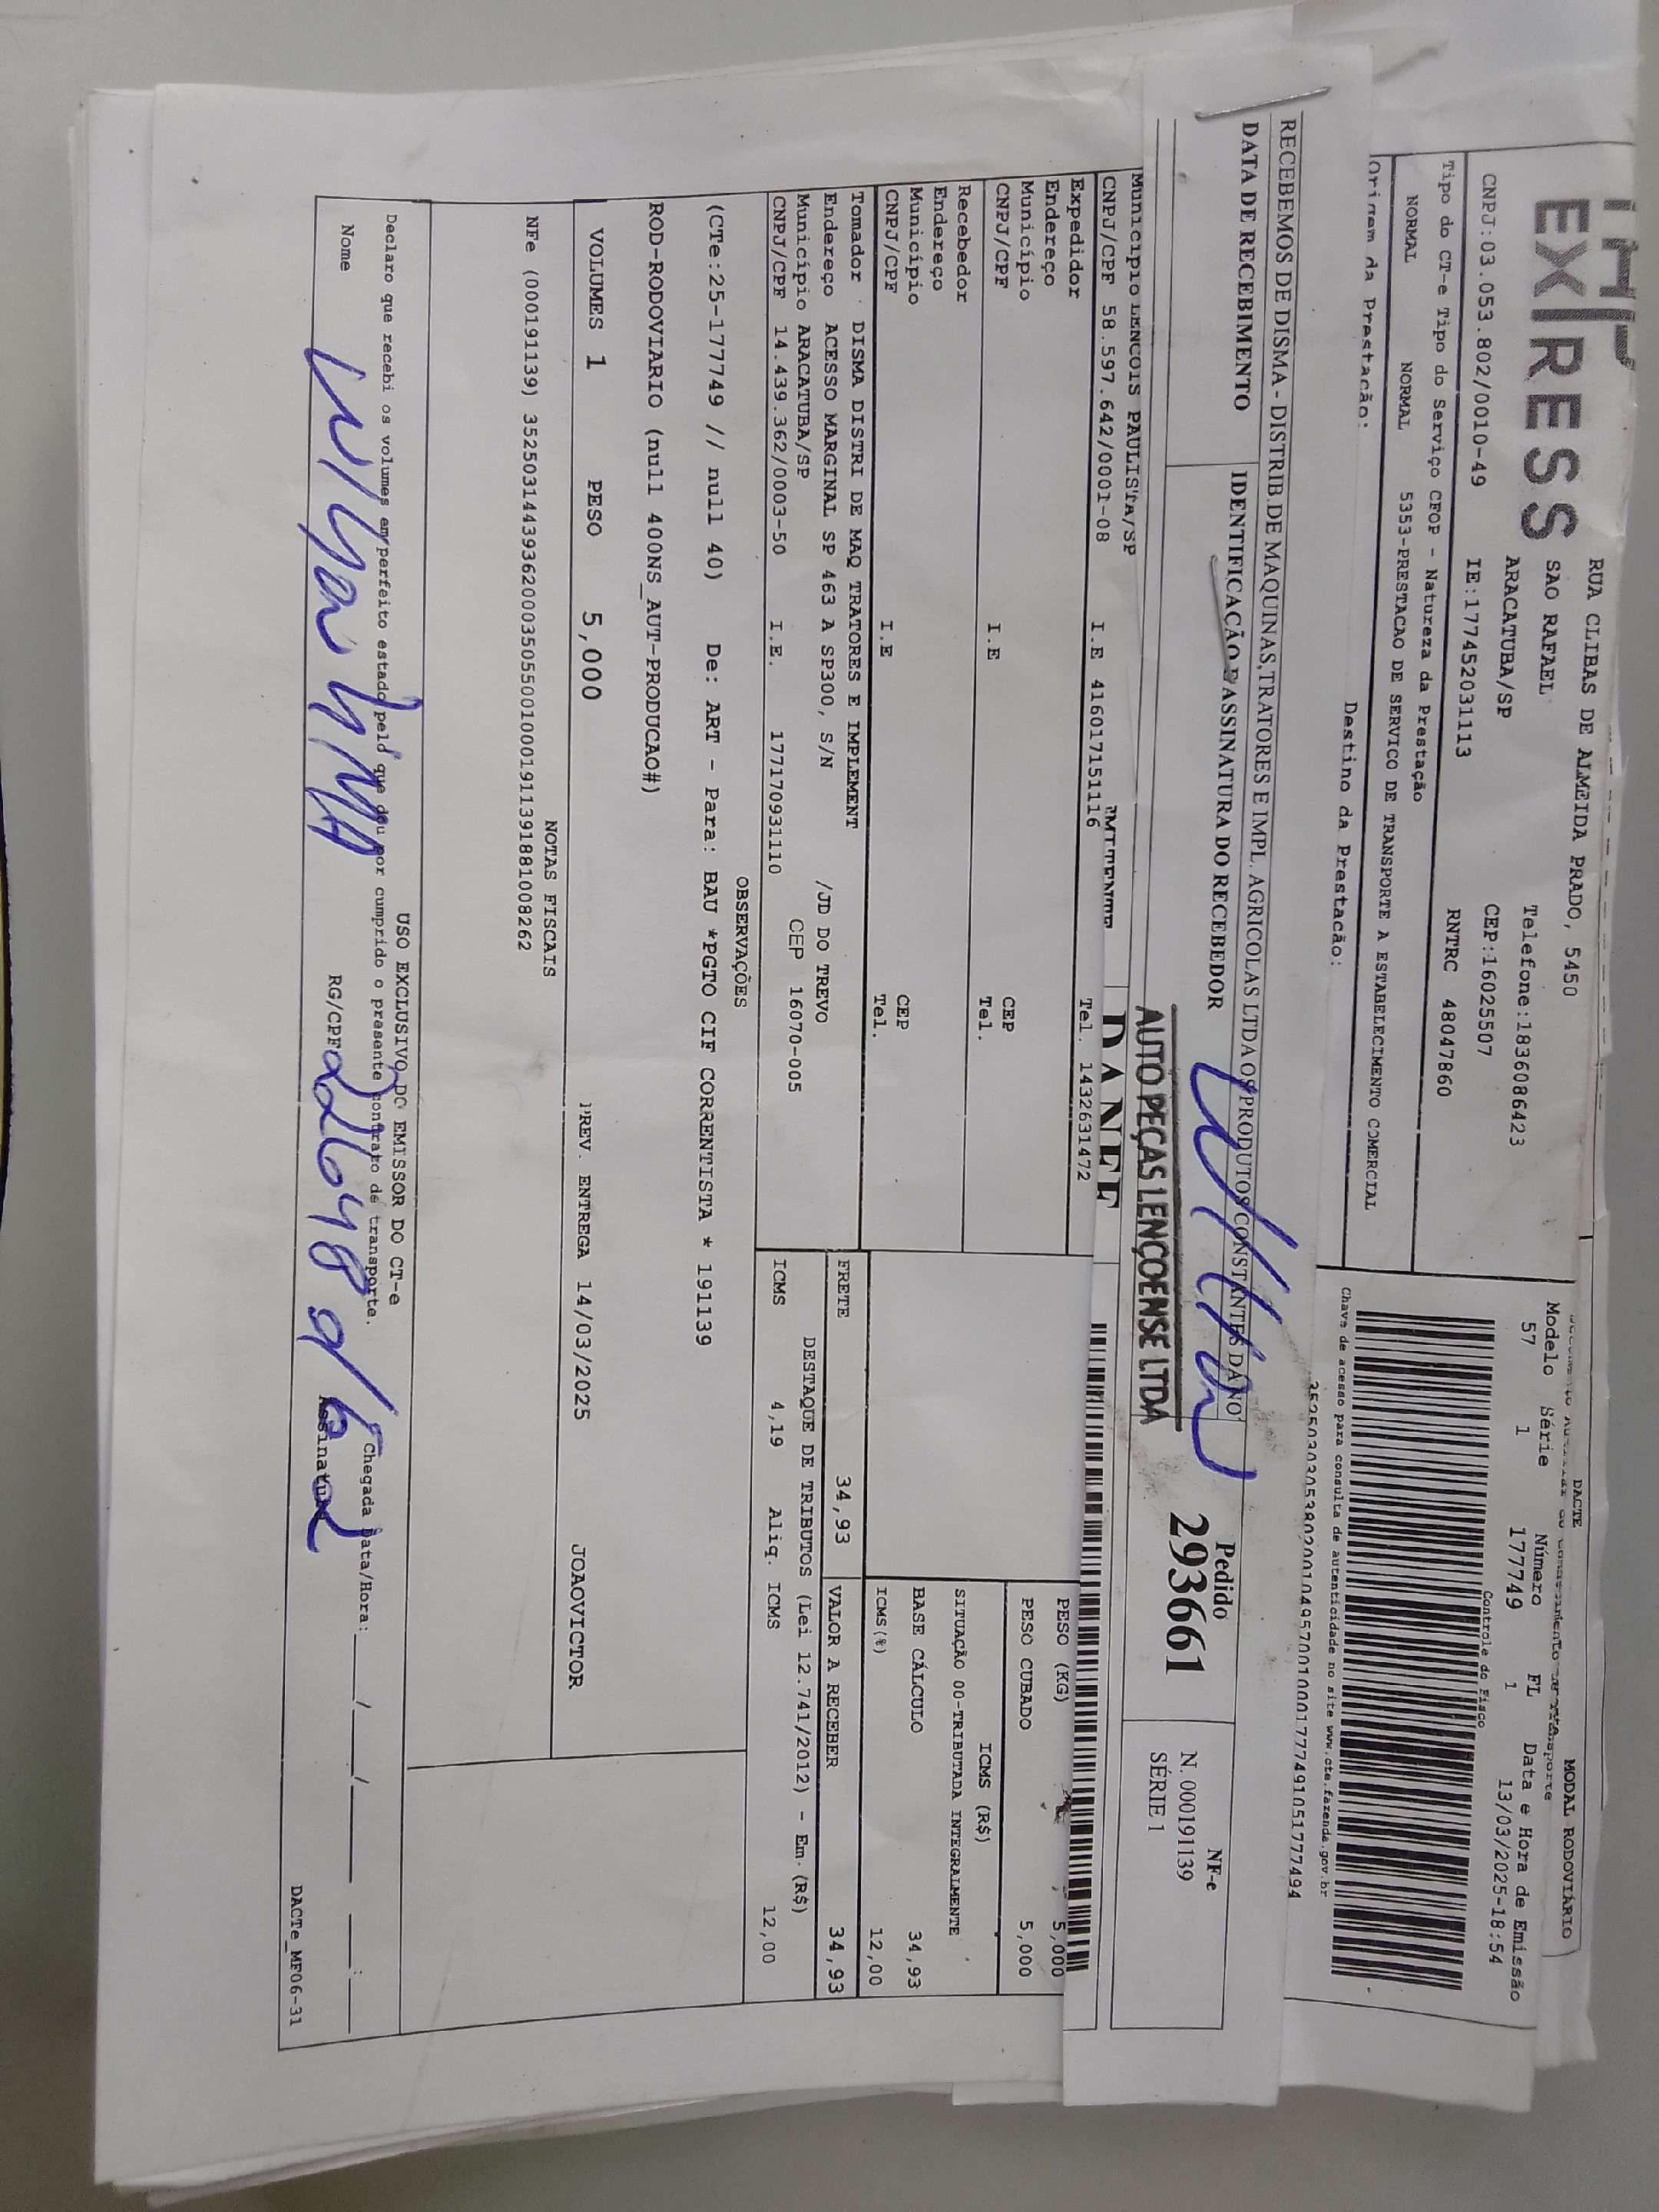 EXPRESS
RUA CLIBAS DE ALMEIDA PRADO, 5450
SAO RAFAEL Telefone:1836086423
ARACATUBA/SP CEP:16025507
CNPJ:03.053.802/0010-49 IE:177452031113 RNTRC 48047860
DACTE MODAL RODOVIÁRIO
Modelo Série Número FL Data e Hora de Emissão
57 1 177749 1 13/03/2025-18:54
Controle do Fisco
Tipo do CT-e Tipo do Serviço CFOP - Natureza da Prestação
NORMAL NORMAL 5353-PRESTACAO DE SERVICO DE TRANSPORTE A ESTABELECIMENTO COMERCIAL
Origem da Prestação: Destino da Prestação:
Chave de acesso para consulta de autenticidade no site www.cte.fazenda.gov.br
RECEBEMOS DE DISMA - DISTRIB.DE MAQUINAS,TRATORES E IMPL. AGRICOLAS LTDA OS PRODUTOS CONSTANTES DA NO
DATA DE RECEBIMENTO IDENTIFICAÇÃO E ASSINATURA DO RECEBEDOR
Pedido
293661
NF-e
N. 000191139
SÉRIE 1
AUTO PEÇAS LENÇOENSE LTDA
DANFE
Município LENCOIS PAULISTA/SP
CNPJ/CPF 58.597.642/0001-08 I.E 416017151116 Tel. 1432631472
Expedidor
Endereço
Município CEP
CNPJ/CPF I.E Tel.
Recebedor
Endereço
Município CEP
CNPJ/CPF I.E Tel.
PESO (KG) 5,000
PESO CUBADO 5,000
ICMS (R$)
SITUAÇÃO 00-TRIBUTADA INTEGRALMENTE
BASE CÁLCULO 34,93
ICMS(%) 12,00
Tomador DISMA DISTRI DE MAQ TRATORES E IMPLEMENT
Endereço ACESSO MARGINAL SP 463 A SP300, S/N /JD DO TREVO
Município ARACATUBA/SP CEP 16070-005
CNPJ/CPF 14.439.362/0003-50 I.E. 177170931110
FRETE 34,93 VALOR A RECEBER 34,93
DESTAQUE DE TRIBUTOS (Lei 12.741/2012) - Em.(R$)
ICMS 4,19 Aliq. ICMS 12,00
OBSERVAÇÕES
(CTe:25-177749 // null 40) De: ART - Para: BAU *PGTO CIF CORRENTISTA * 191139
ROD-RODOVIARIO (null 400NS_AUT-PRODUCAO#)
VOLUMES 1 PESO 5,000 PREV. ENTREGA 14/03/2025 JOAOVICTOR
NOTAS FISCAIS
NFe (000191139) 35250314439362000350550010001911391881008262
USO EXCLUSIVO DO EMISSOR DO CT-e
Declaro que recebi os volumes em perfeito estado pelo que dou por cumprido o presente contrato de transporte.
Chegada Data/Hora:___/___/____ __:__
Nome RG/CPF Assinatura
DACTe_MF06-31